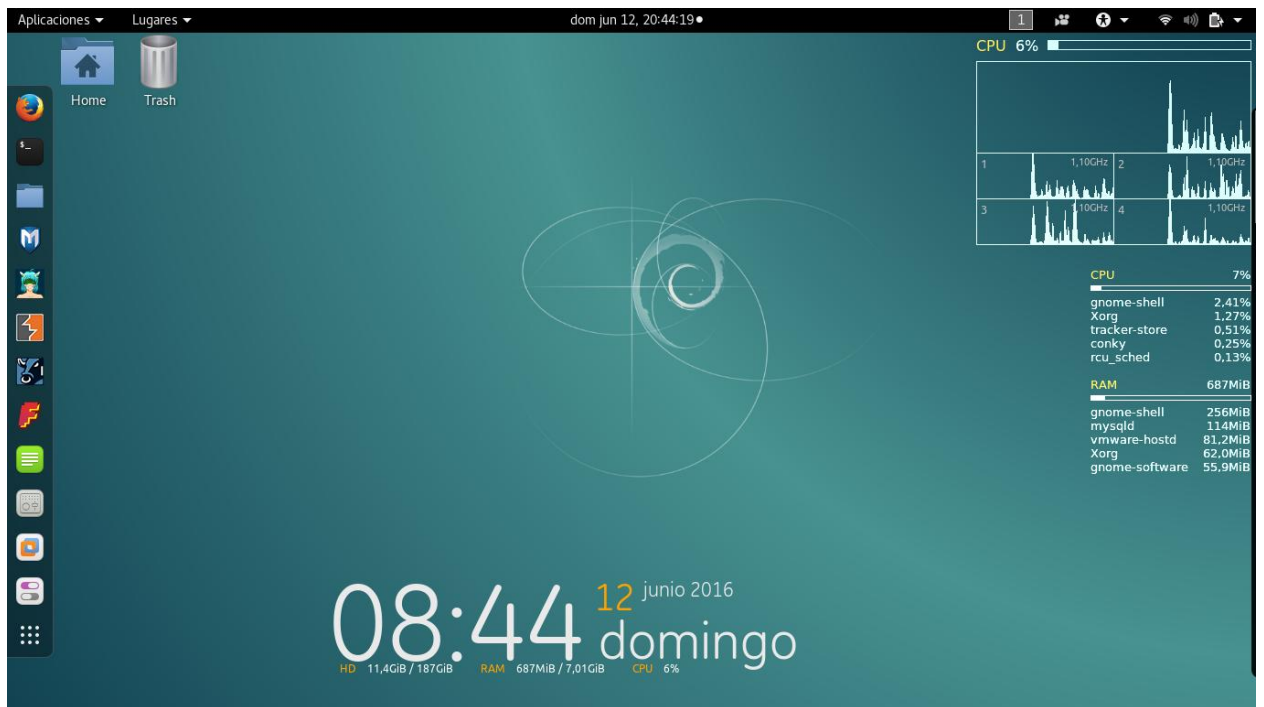 Aplicaciones Lugares dom jun 12, 20:44:19 1
Home
Trash
CPU 6%
1 1,10GHz 2 1,10GHz
3 1,10GHz 4 1,10GHz
CPU 7%
gnome-shell 2,41%
Xorg 1,27%
tracker-store 0,51%
conky 0,25%
rcu_sched 0,13%
RAM 687MiB
gnome-shell 256MiB
mysqld 114MiB
vmware-hostd 81,2MiB
Xorg 62,0MiB
gnome-software 55,9MiB
08:44
12 junio 2016
domingo
HD 11,4GiB / 187GiB RAM 687MiB / 7,01GiB CPU 6%